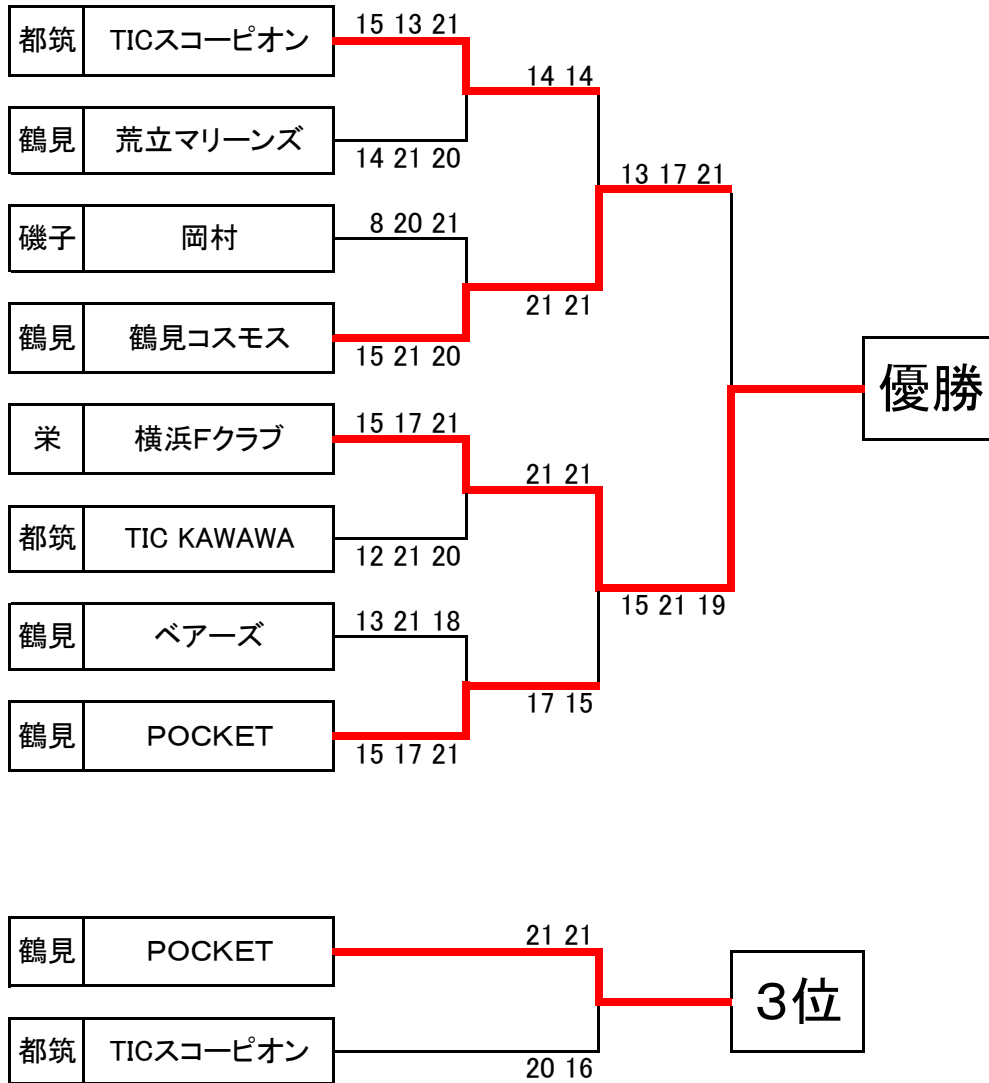 15 13 21
都筑 TICスコーピオン
14 14
鶴見 荒立マリーンズ
14 21 20
13 17 21
8 20 21
磯子 岡村
21 21
鶴見 鶴見コスモス
15 21 20
優勝
15 17 21
栄 横浜Fクラブ
21 21
都筑 TIC KAWAWA
12 21 20
15 21 19
13 21 18
鶴見 ベアーズ
17 15
鶴見 POCKET
15 17 21
21 21
鶴見 POCKET
3位
都筑 TICスコーピオン
20 16